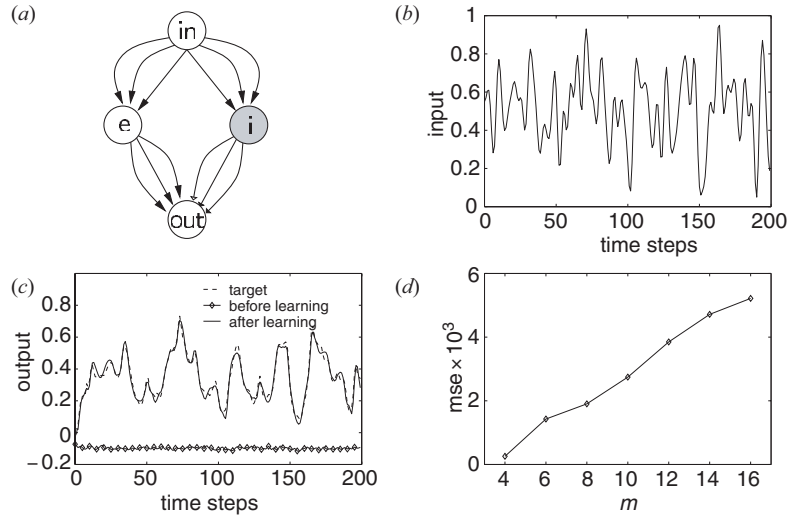 (a)
in
e
i
out
(b)
1
0.8
0.6
0.4
0.2
0
input
0 50 100 150 200
time steps
(c)
0.8
0.6
0.4
0.2
0
−0.2
output
target
before learning
after learning
0 50 100 150 200
time steps
(d)
6
4
2
0
mse × 10³
4 6 8 10 12 14 16
m